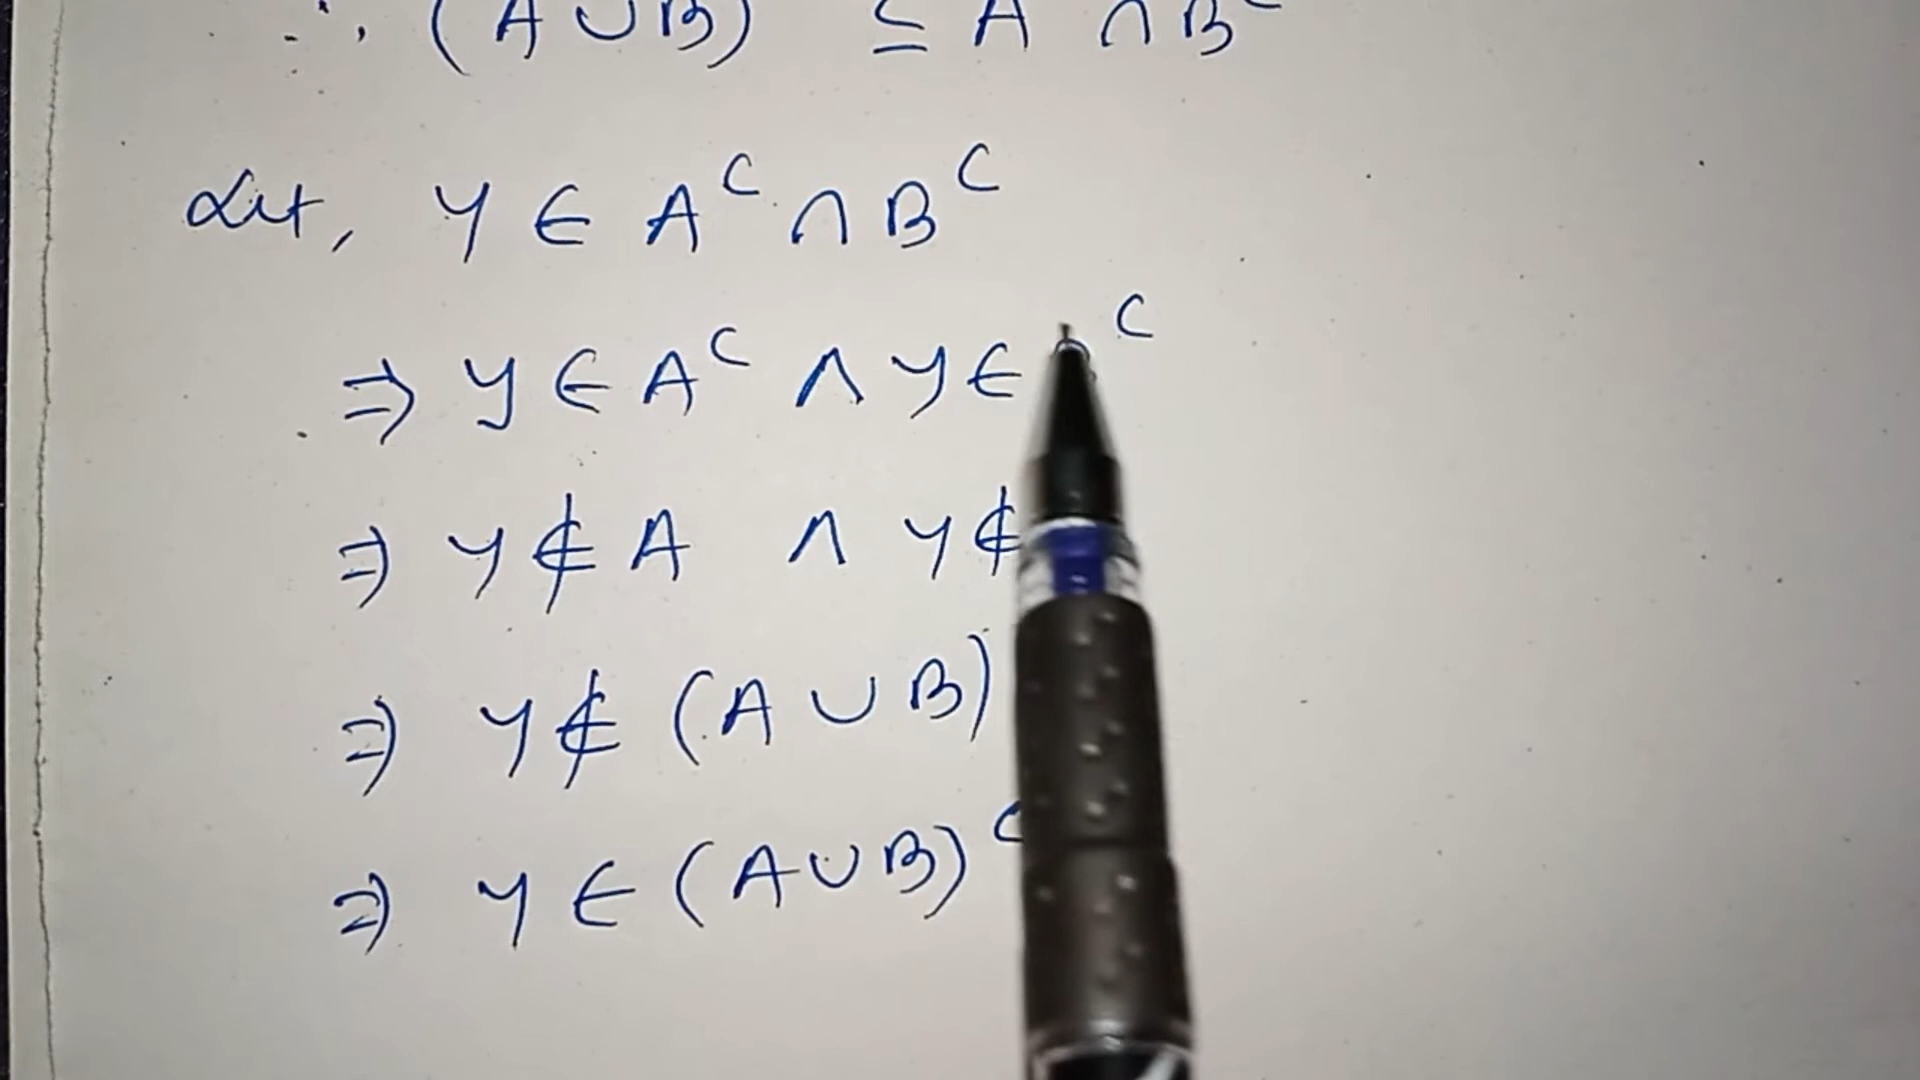 ∴ (A ∪ B) ⊆ A ∩ B
Let, y ∈ Aᶜ ∩ Bᶜ
⇒ y ∈ Aᶜ ∧ y ∈ ᶜ
⇒ y ∉ A ∧ y ∉
⇒ y ∉ (A ∪ B)
⇒ y ∈ (A ∪ B)ᶜ